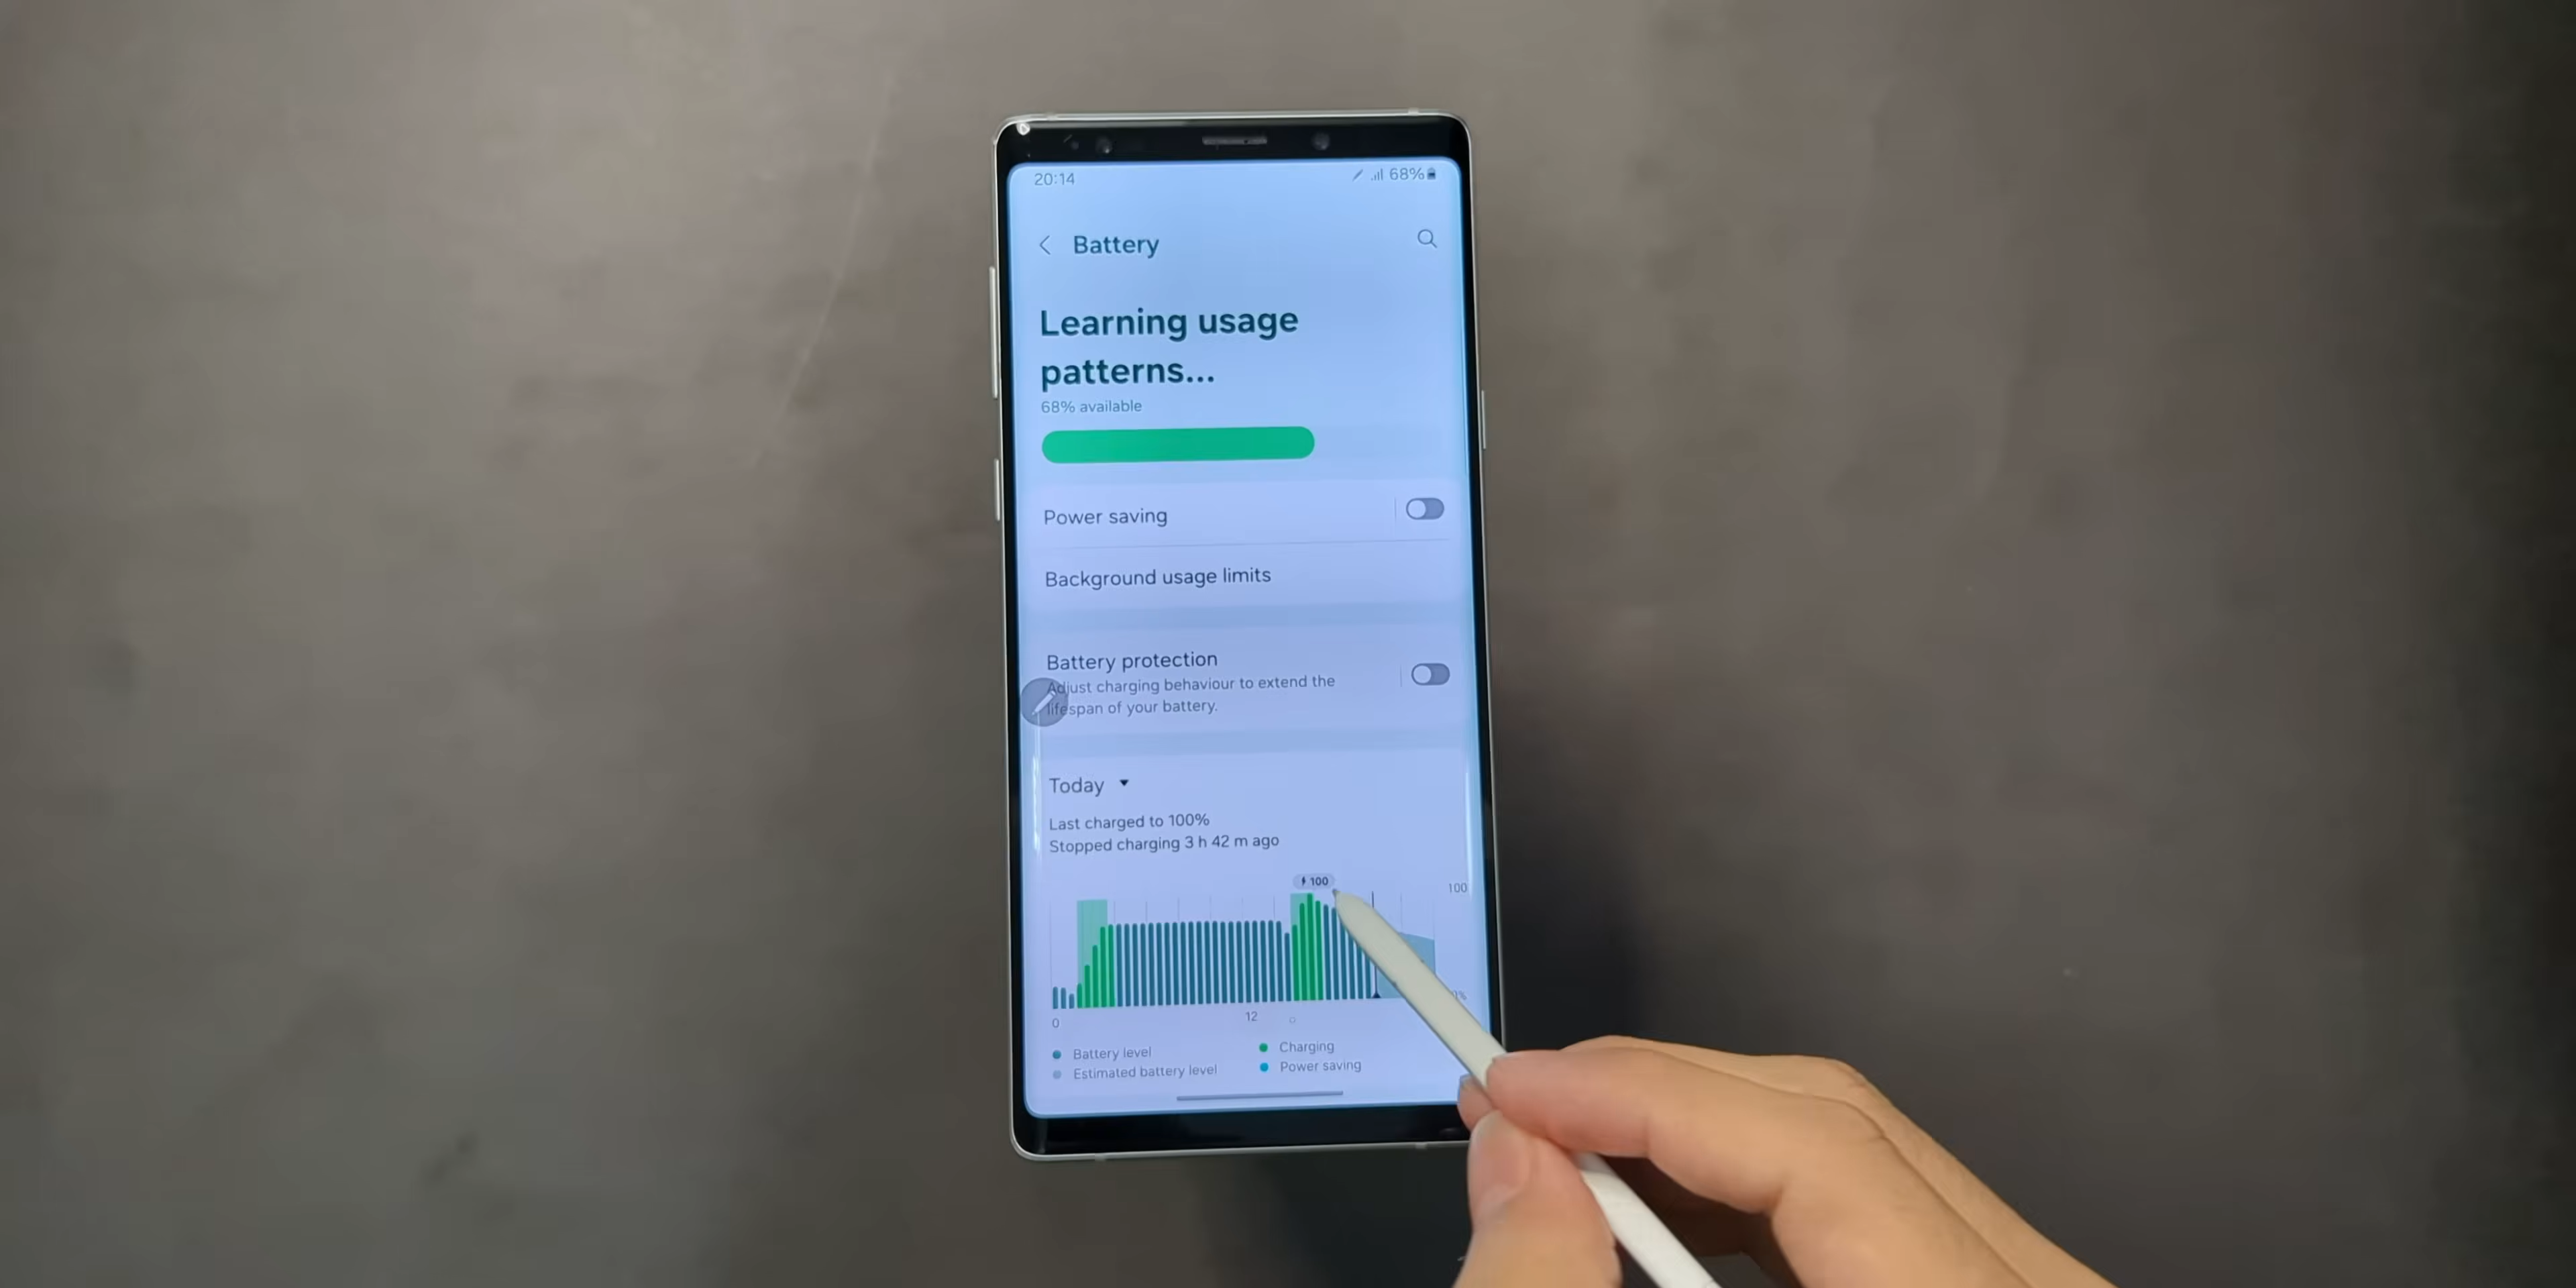 20:14
68%
Battery
Learning usage
patterns...
68% available
Power saving
Background usage limits
Battery protection
Adjust charging behaviour to extend the
lifespan of your battery.
Today
Last charged to 100%
Stopped charging 3 h 42 m ago
100
100
0
12
Battery level
Charging
Estimated battery level
Power saving